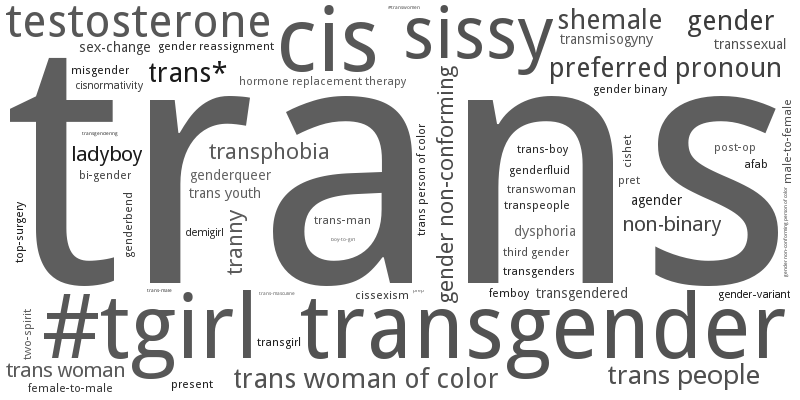 #transwomen
testosterone
cis
sissy
shemale
gender
transmisogyny
transsexual
sex-change
gender reassignment
misgender
trans*
hormone replacement therapy
cisnormativity
preferred pronoun
gender binary
trans
transgendering
ladyboy
transphobia
bi-gender
genderqueer
trans youth
trans person of color
gender non-conforming
trans-boy
genderfluid
transwoman
transpeople
cishet
post-op
afab
pret
male-to-female
agender
non-binary
top-surgery
genderbend
demigirl
tranny
trans-man
boy-to-girl
dysphoria
third gender
transgenders
gender non-conforming person of color
trans-masculine
cissexism
femboy
transgendered
gender-variant
two-spirit
#tgirl
transgirl
transgender
trans woman
female-to-male
present
trans woman of color
trans people